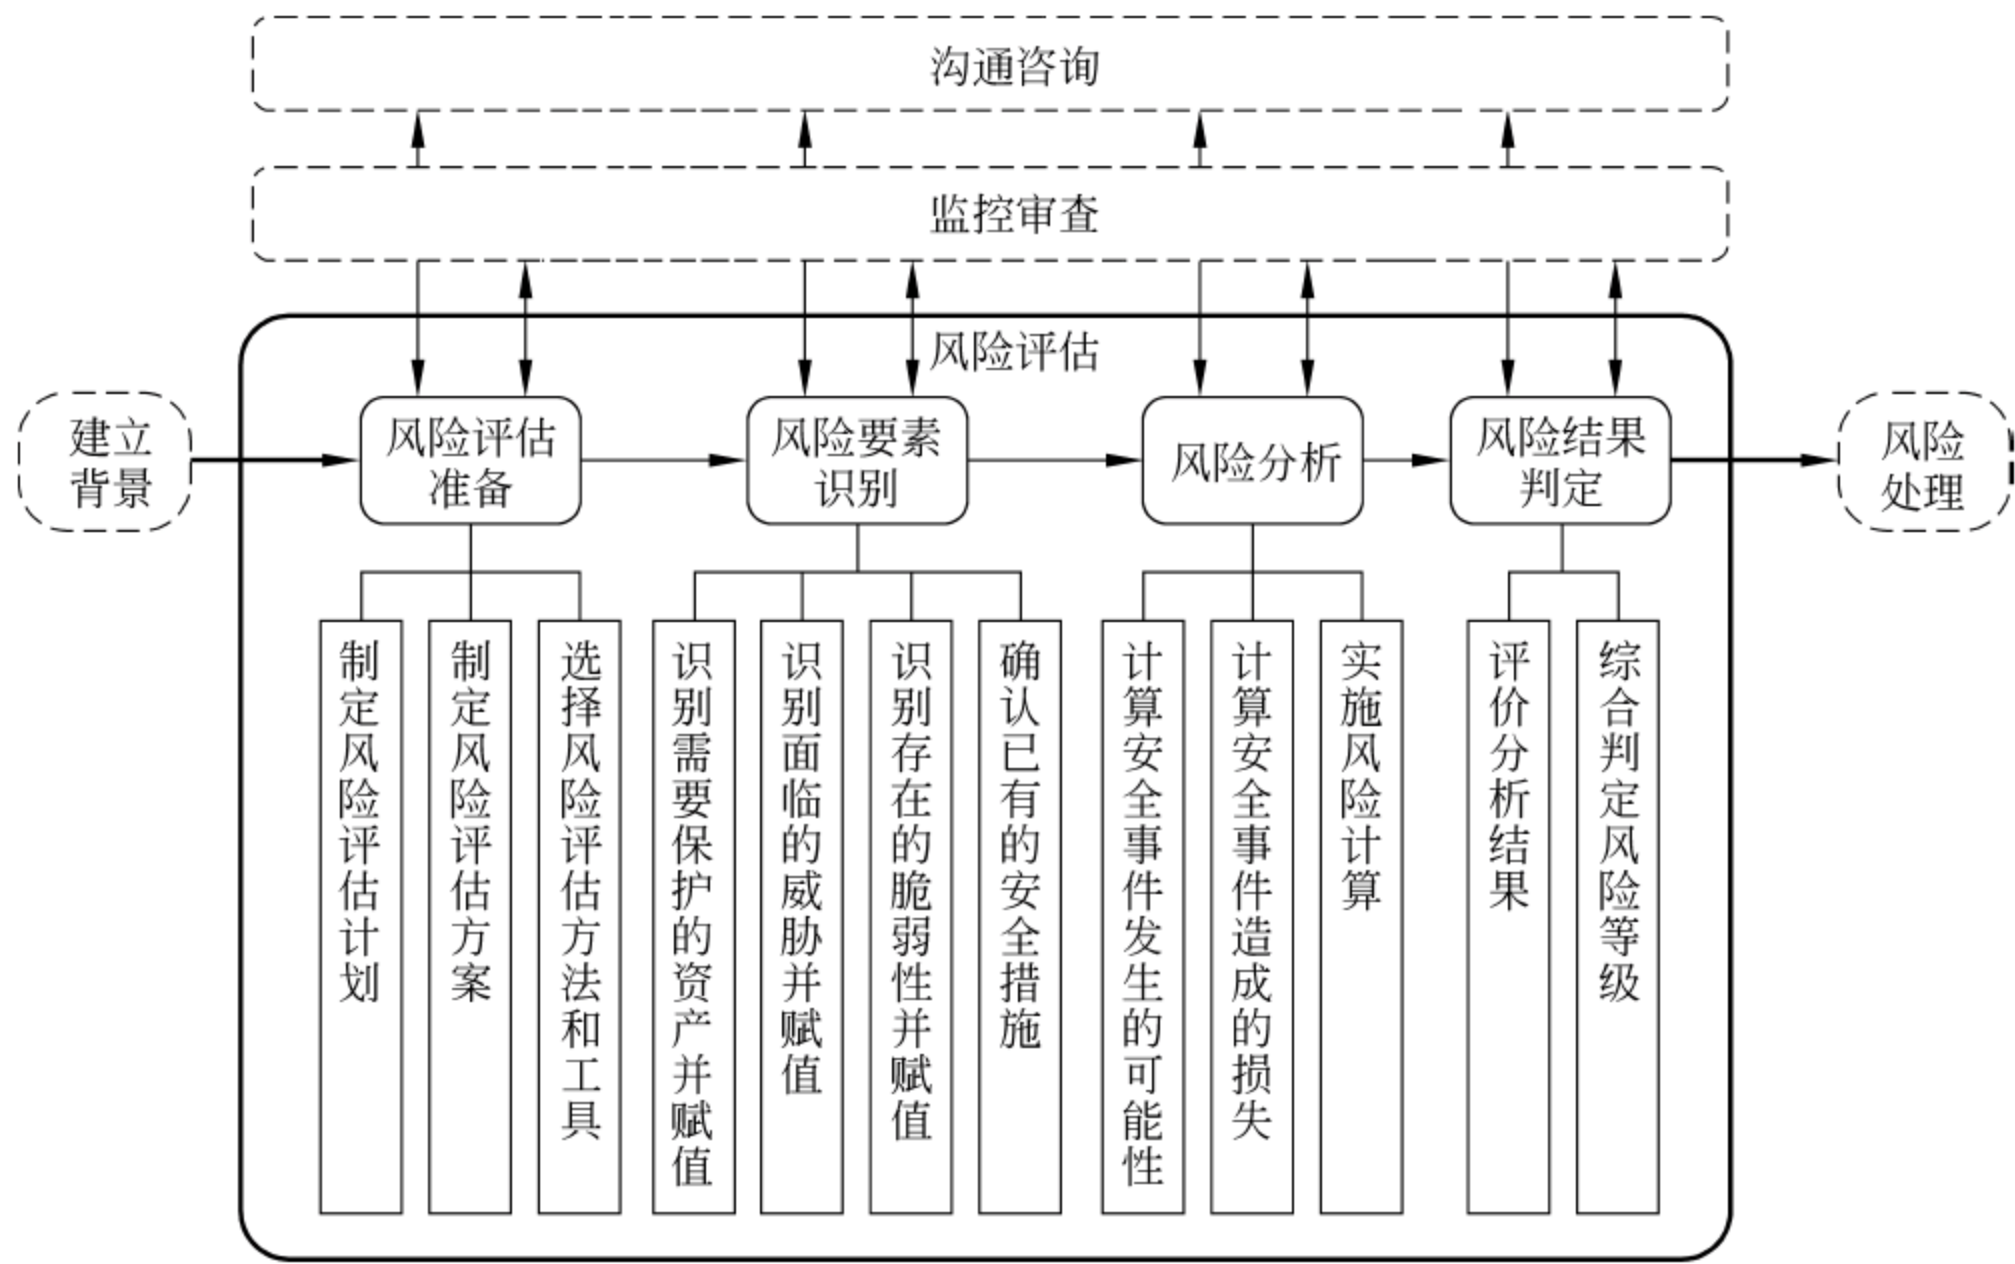 沟通咨询
监控审查
风险评估
建立
背景
风险评估
准备
风险要素
识别
风险分析
风险结果
判定
风险
处理
制定风险评估计划
制定风险评估方案
选择风险评估方法和工具
识别需要保护的资产并赋值
识别面临的威胁并赋值
识别存在的脆弱性并赋值
确认已有的安全措施
计算安全事件发生的可能性
计算安全事件造成的损失
实施风险计算
评价分析结果
综合判定风险等级